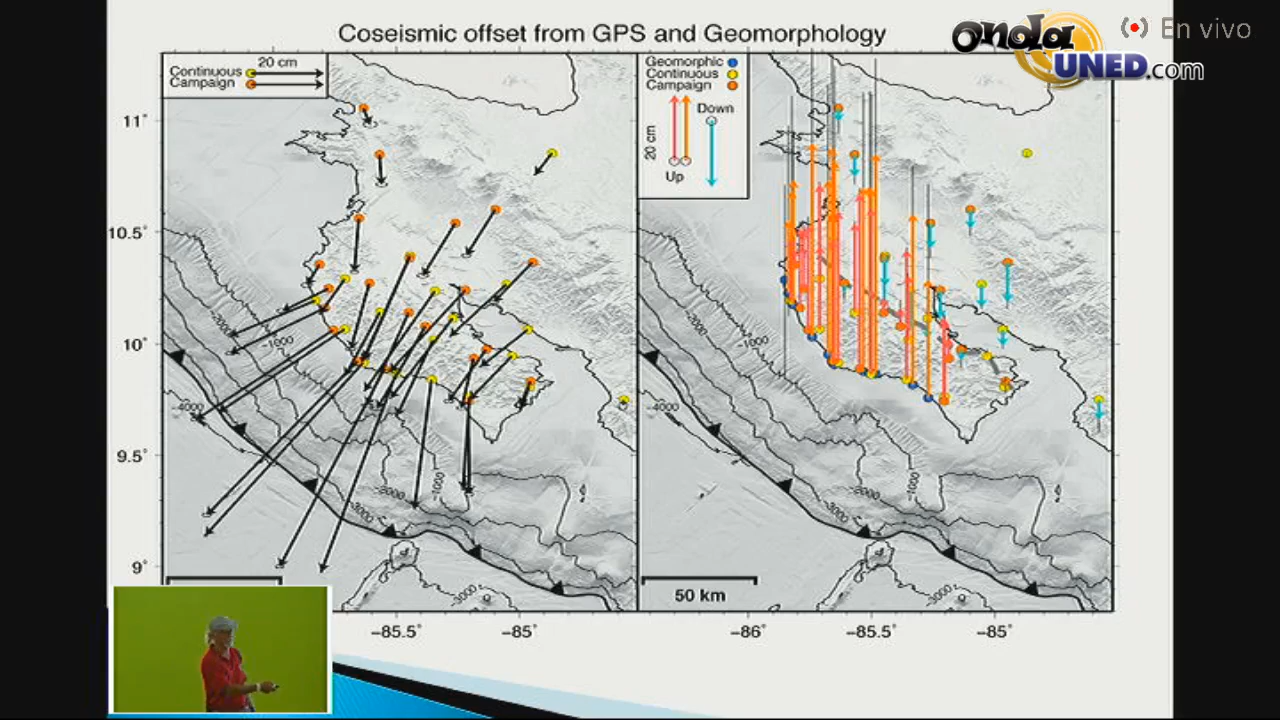 Coseismic offset from GPS and Geomorphology
onda
UNED.com
En vivo
20 cm
Continuous
Campaign
Geomorphic
Continuous
Campaign
Down
20 cm
Up
11°
10.5°
10°
9.5°
9°
-2000
-1000
-4000
-2000
-1000
-3000
-3000
-2000
-1000
-4000
-2000
-1000
-3000
-3000
50 km
-85.5°
-85°
-86°
-85.5°
-85°